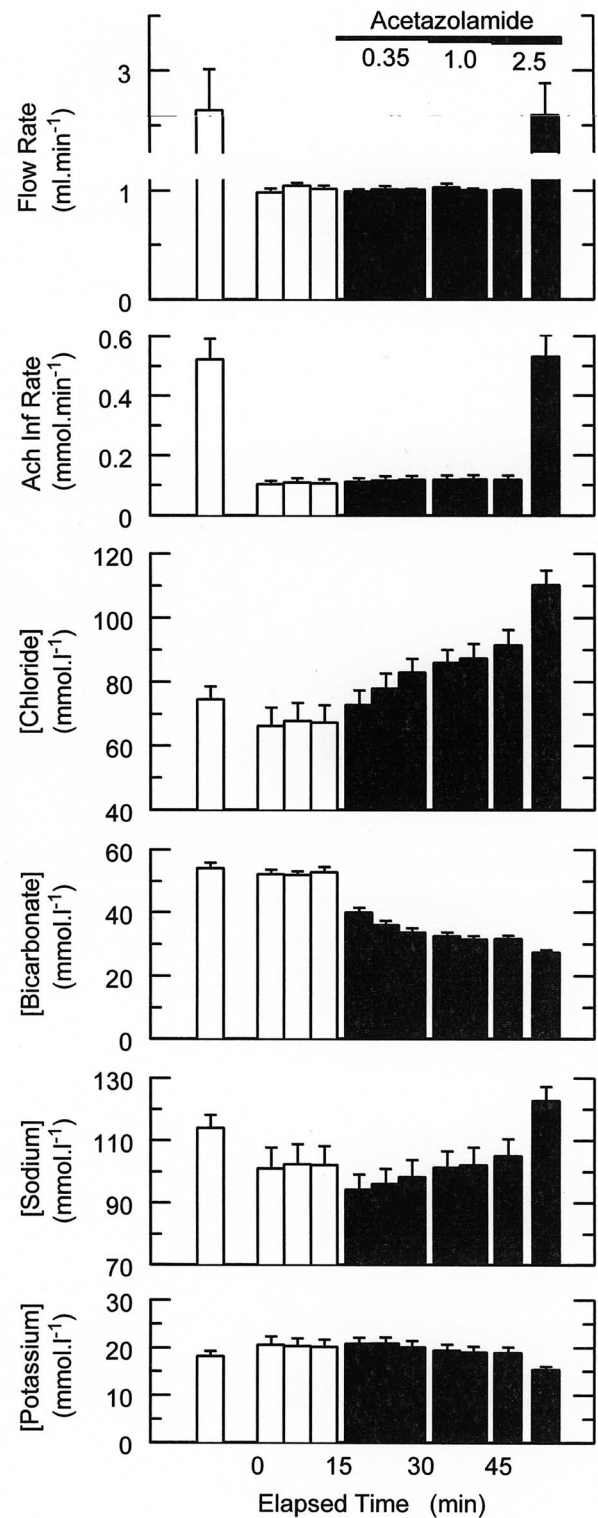 Acetazolamide
0.35 1.0 2.5
Flow Rate
(ml.min-1)
3
1
0
Ach Inf Rate
(mmol.min-1)
0.6
0.4
0.2
0
[Chloride]
(mmol.l-1)
120
100
80
60
40
[Bicarbonate]
(mmol.l-1)
60
40
20
0
[Sodium]
(mmol.l-1)
130
110
90
70
[Potassium]
(mmol.l-1)
30
20
10
0
0 15 30 45
Elapsed Time (min)